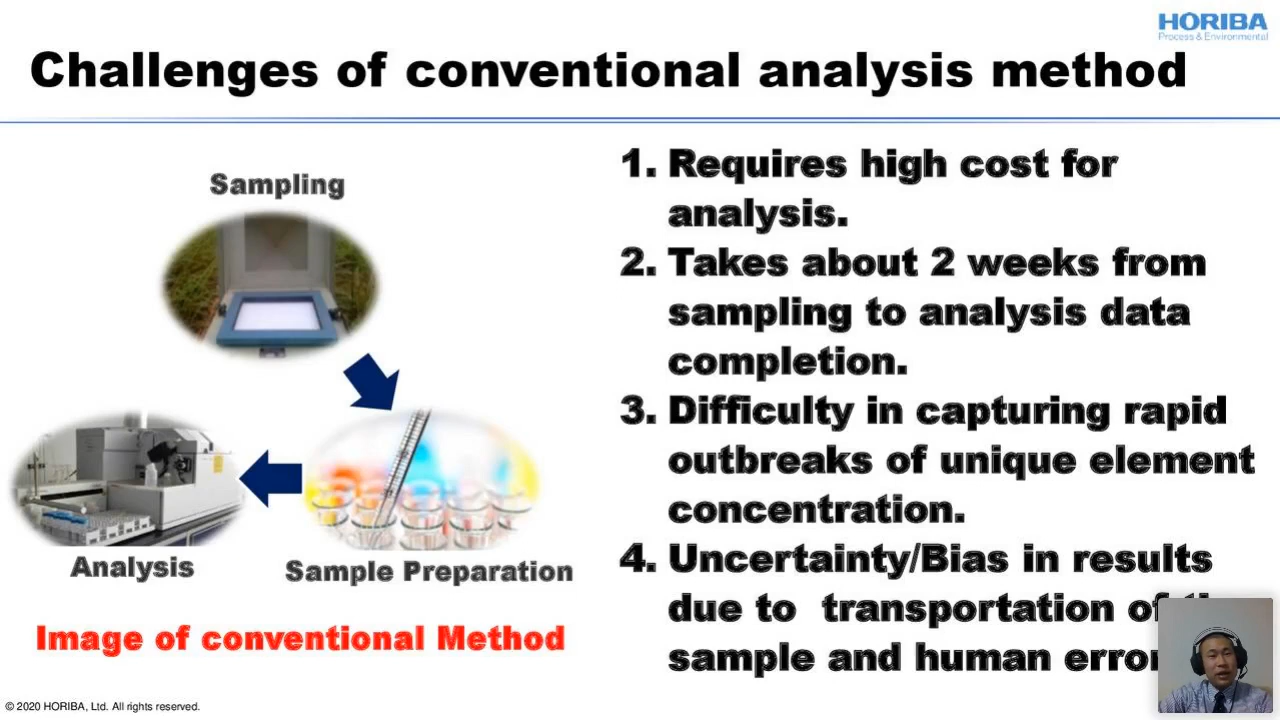 HORIBA
Process & Environmental
Challenges of conventional analysis method
Sampling
Analysis
Sample Preparation
Image of conventional Method
1. Requires high cost for
analysis.
2. Takes about 2 weeks from
sampling to analysis data
completion.
3. Difficulty in capturing rapid
outbreaks of unique element
concentration.
4. Uncertainty/Bias in results
due to transportation of
sample and human error
© 2020 HORIBA, Ltd. All rights reserved.